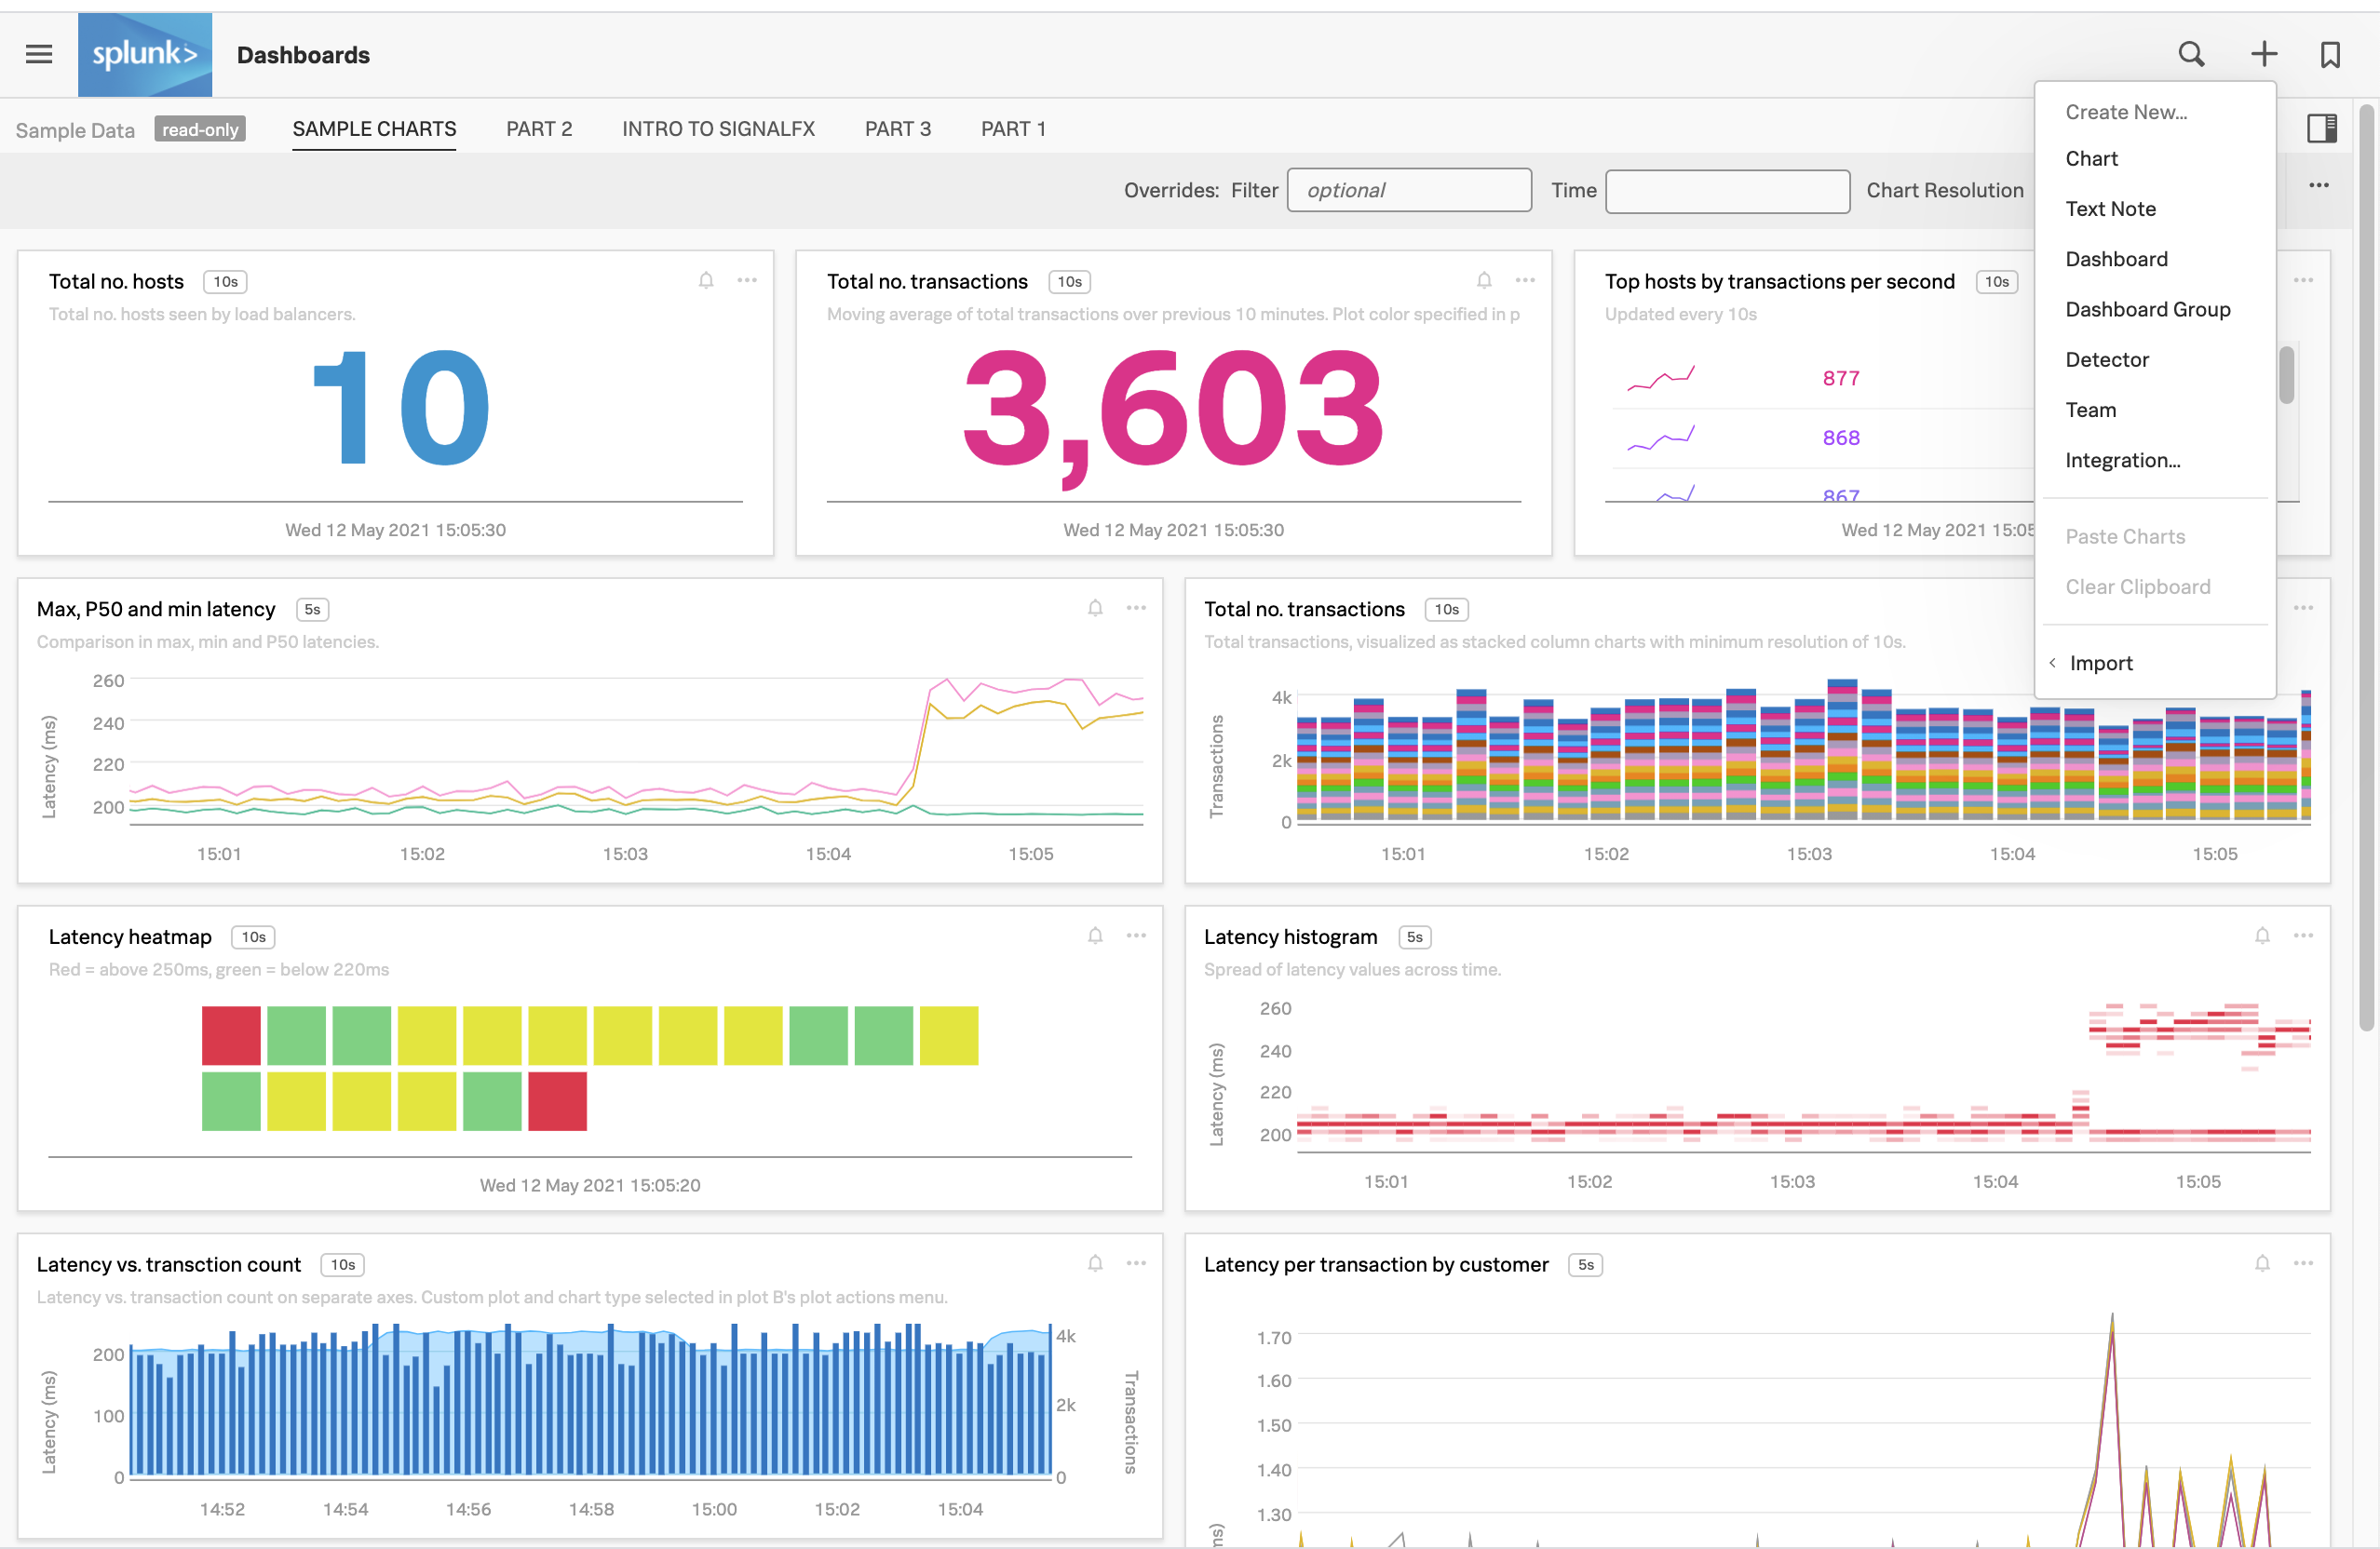 splunk>
Dashboards
Sample Data read-only SAMPLE CHARTS PART 2 INTRO TO SIGNALFX PART 3 PART 1
Overrides: Filter optional Time Chart Resolution
Create New...
Chart
Text Note
Dashboard
Dashboard Group
Detector
Team
Integration...
Paste Charts
Clear Clipboard
Import
Total no. hosts 10s
Total no. hosts seen by load balancers.
10
Wed 12 May 2021 15:05:30
Total no. transactions 10s
Moving average of total transactions over previous 10 minutes. Plot color specified in p
3,603
Wed 12 May 2021 15:05:30
Top hosts by transactions per second 10s
Updated every 10s
877
868
867
Wed 12 May 2021 15:05
Max, P50 and min latency 5s
Comparison in max, min and P50 latencies.
Latency (ms)
260
240
220
200
15:01 15:02 15:03 15:04 15:05
Total no. transactions 10s
Total transactions, visualized as stacked column charts with minimum resolution of 10s.
Transactions
4k
2k
0
15:01 15:02 15:03 15:04 15:05
Latency heatmap 10s
Red = above 250ms, green = below 220ms
Wed 12 May 2021 15:05:20
Latency histogram 5s
Spread of latency values across time.
Latency (ms)
260
240
220
200
15:01 15:02 15:03 15:04 15:05
Latency vs. transction count 10s
Latency vs. transaction count on separate axes. Custom plot and chart type selected in plot B's plot actions menu.
Latency (ms)
200
100
0
4k
2k
0
Transactions
14:52 14:54 14:56 14:58 15:00 15:02 15:04
Latency per transaction by customer 5s
1.70
1.60
1.50
1.40
1.30
ms)